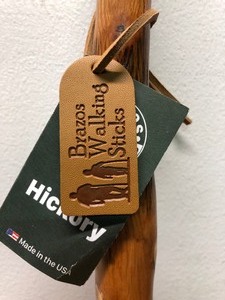 Brazos
Walking
Sticks
Hickory
Made in the USA